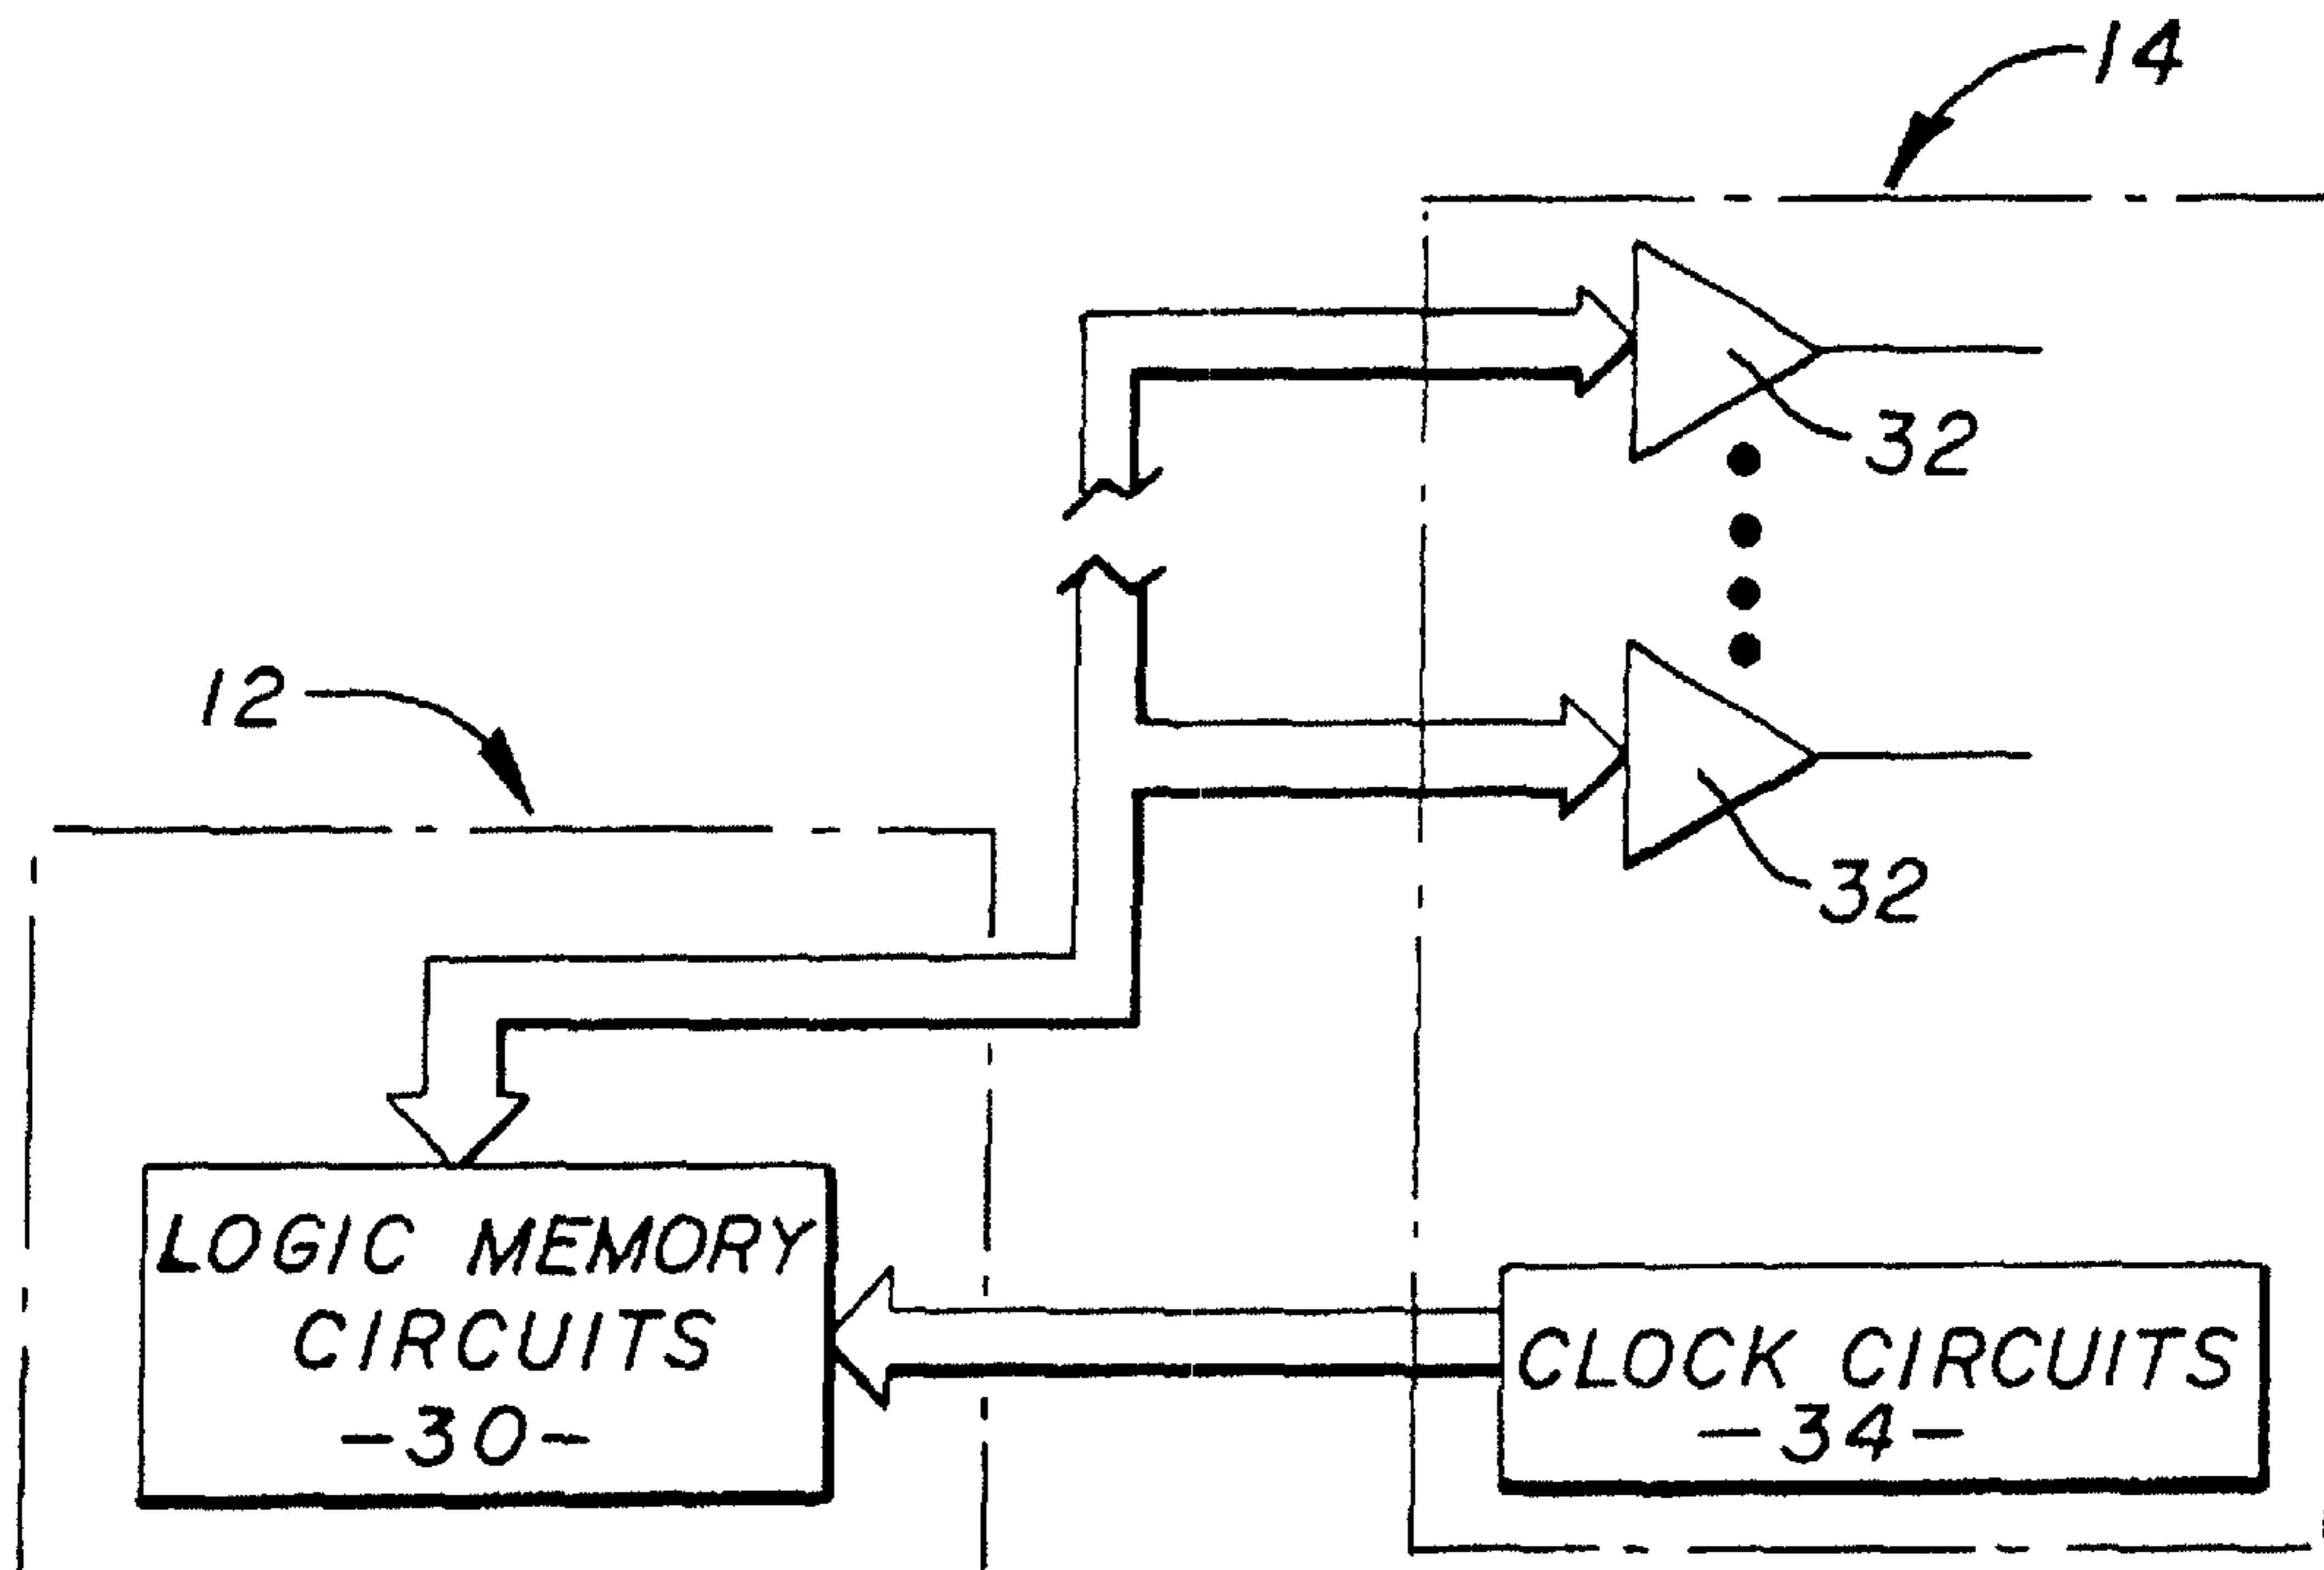 14
32
12
32
LOGIC MEMORY
CIRCUITS
-30-
CLOCK CIRCUITS
-34-